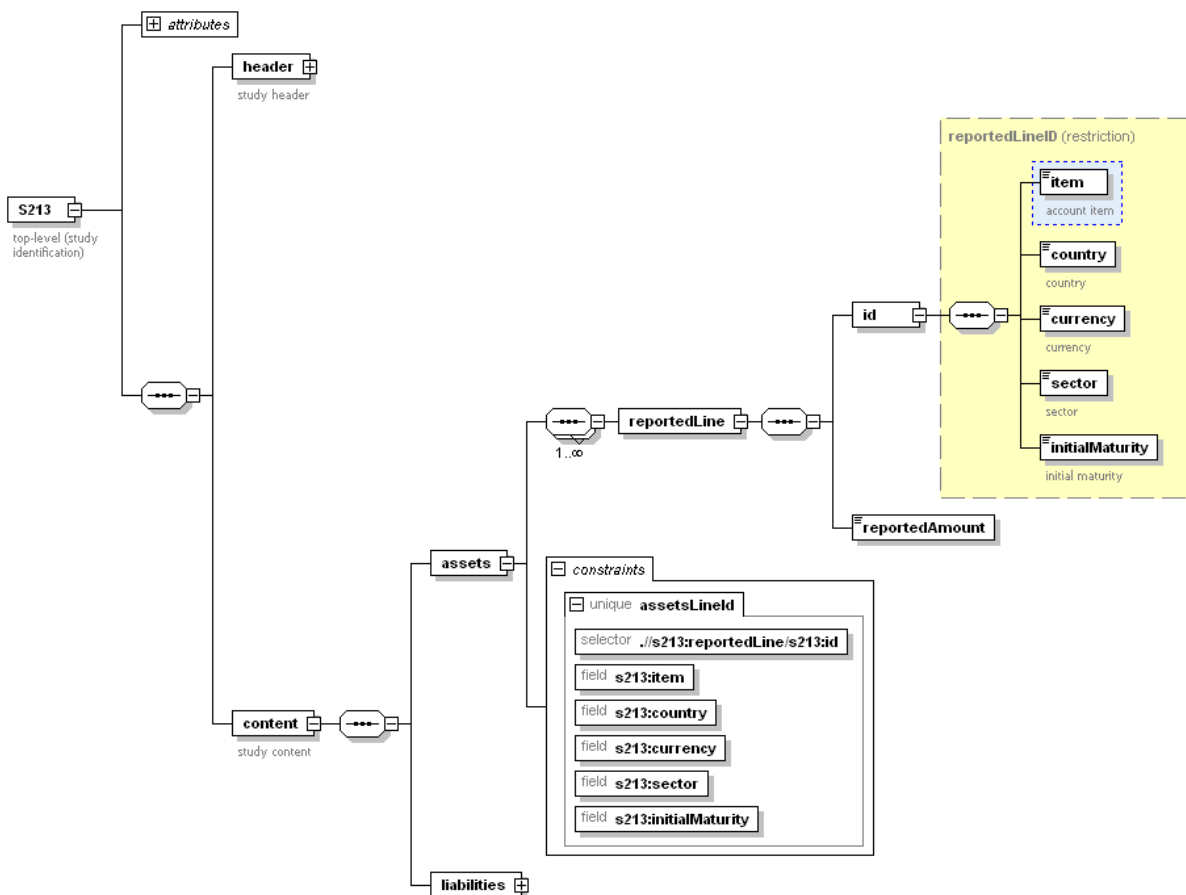 attributes
header
study header
reportedLineID (restriction)
item
account item
S213
top-level (study
identification)
country
country
id
currency
currency
sector
sector
reportedLine
1..∞
initialMaturity
initial maturity
reportedAmount
assets
constraints
unique assetsLineId
selector .//s213:reportedLine/s213:id
field s213:item
field s213:country
content
study content
field s213:currency
field s213:sector
field s213:initialMaturity
liabilities